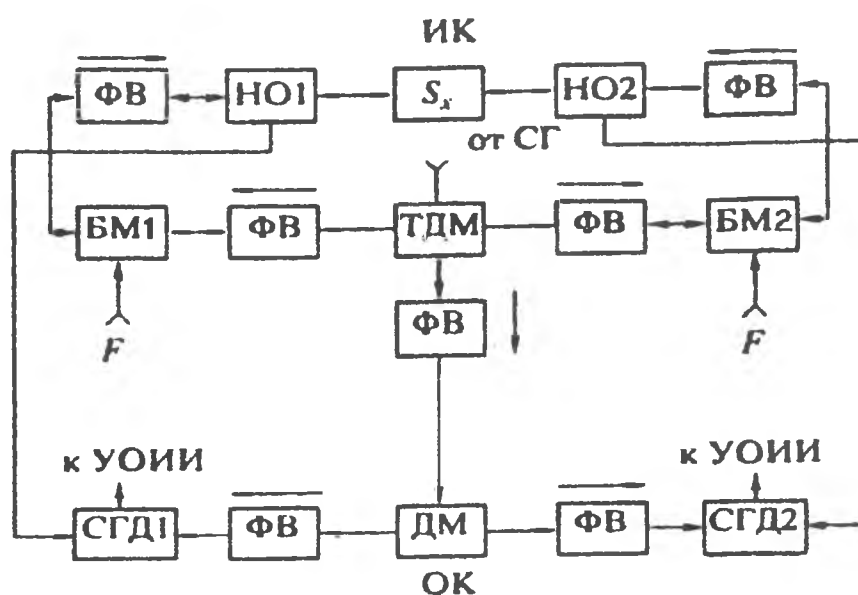 ИК
ФВ НО1 Sₓ НО2 ФВ
от СГ
БМ1 ФВ ТДМ ФВ БМ2
ФВ
F F
к УОИИ к УОИИ
СГД1 ФВ ДМ ФВ СГД2
ОК